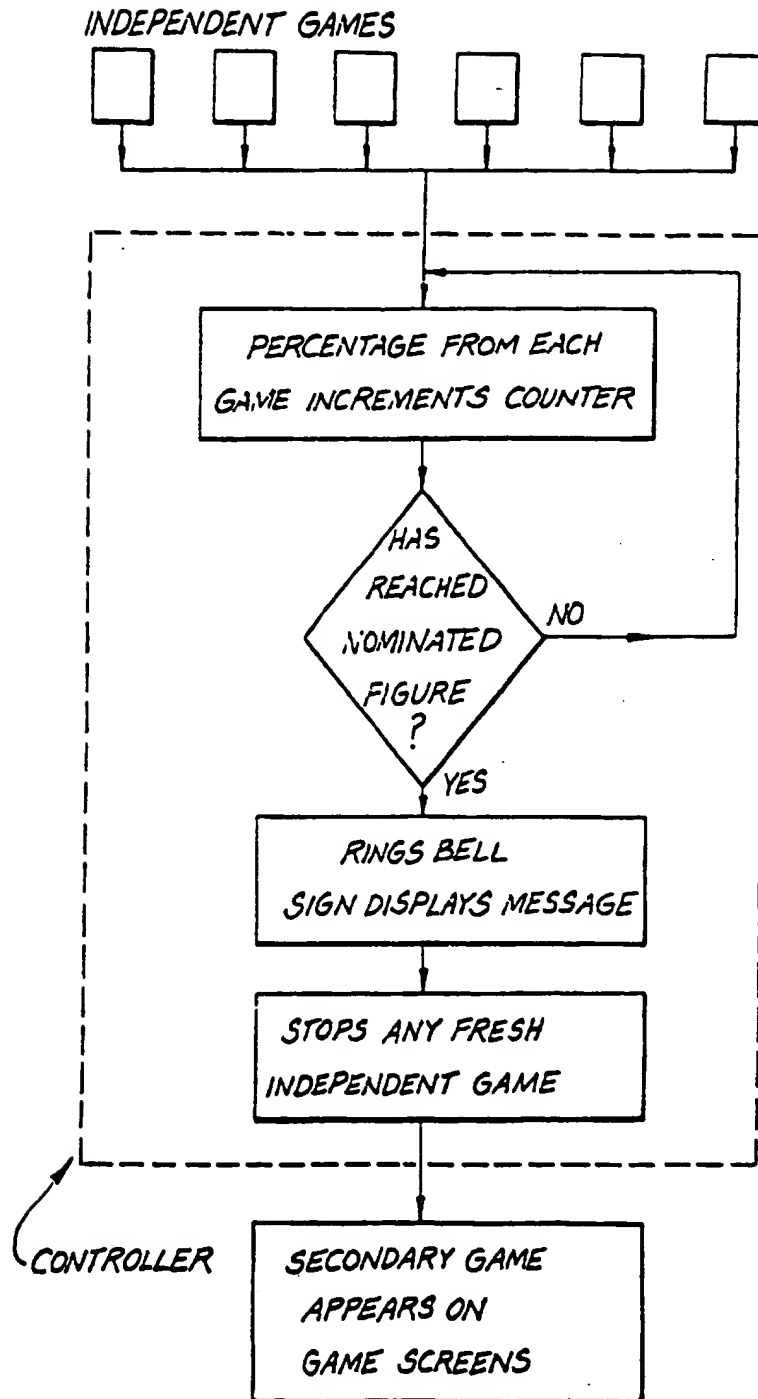 INDEPENDENT GAMES
PERCENTAGE FROM EACH
GAME INCREMENTS COUNTER
HAS
REACHED
NOMINATED
FIGURE
?
NO
YES
RINGS BELL
SIGN DISPLAYS MESSAGE
STOPS ANY FRESH
INDEPENDENT GAME
CONTROLLER
SECONDARY GAME
APPEARS ON
GAME SCREENS